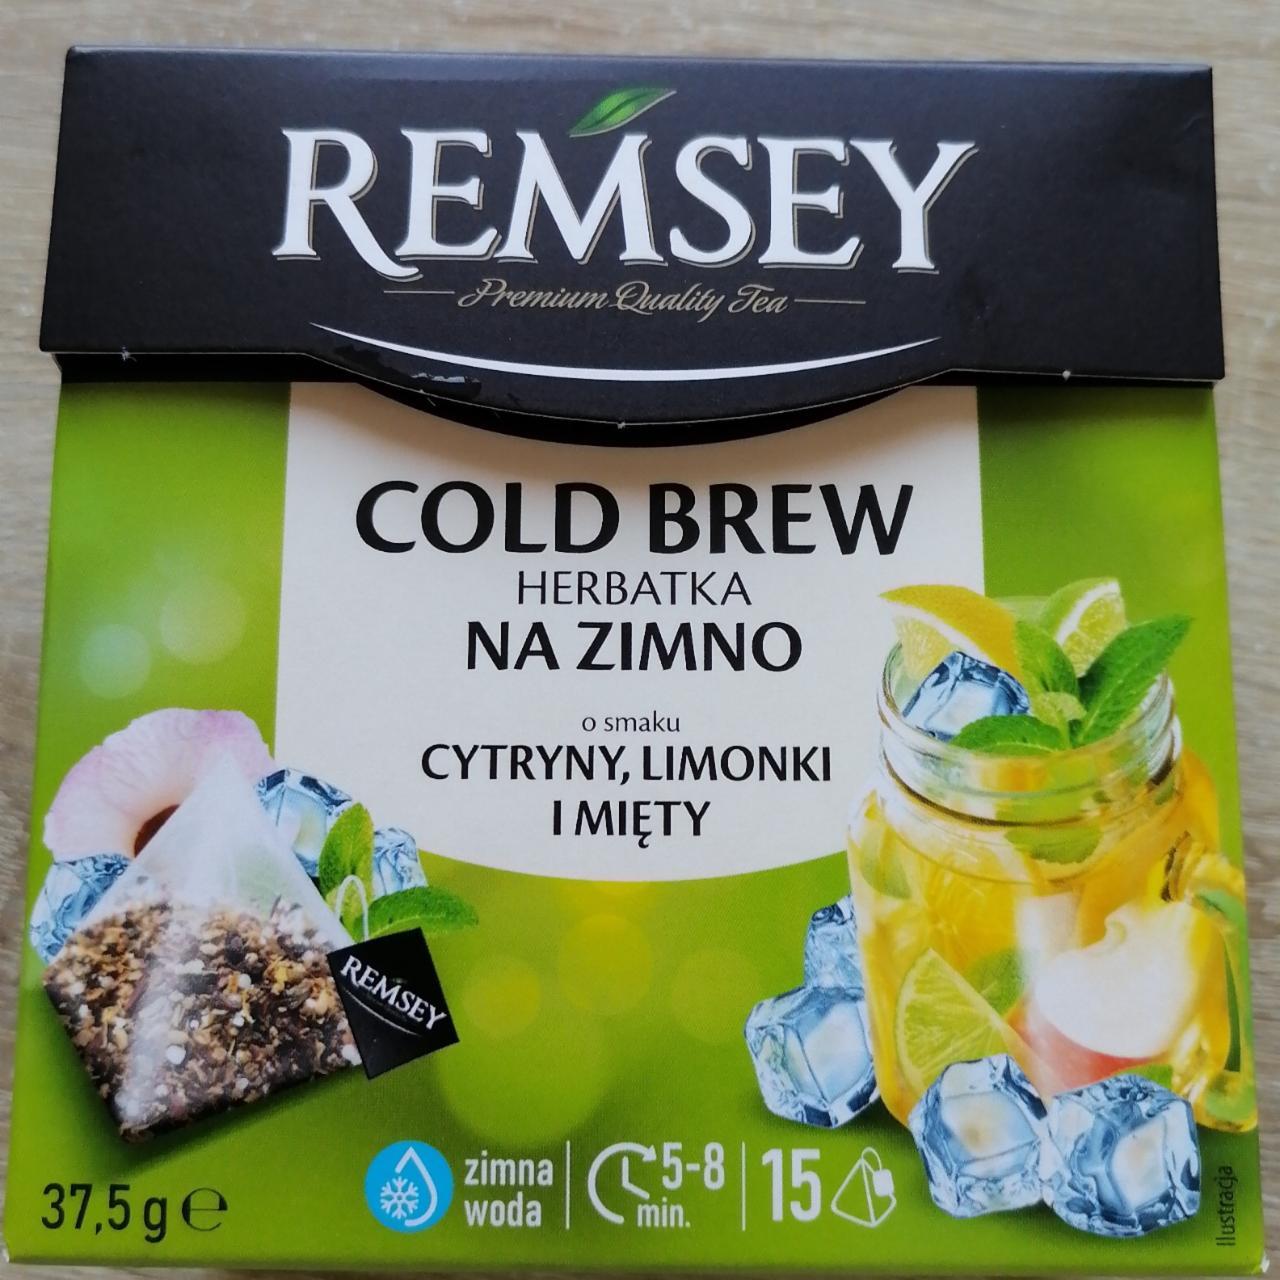 REMSEY
Premium Quality Tea
COLD BREW
HERBATKA
NA ZIMNO
o smaku
CYTRYNY, LIMONKI
I MIĘTY
REMSEY
37,5 g ℮
zimna
woda
5-8
min.
15
Ilustracja